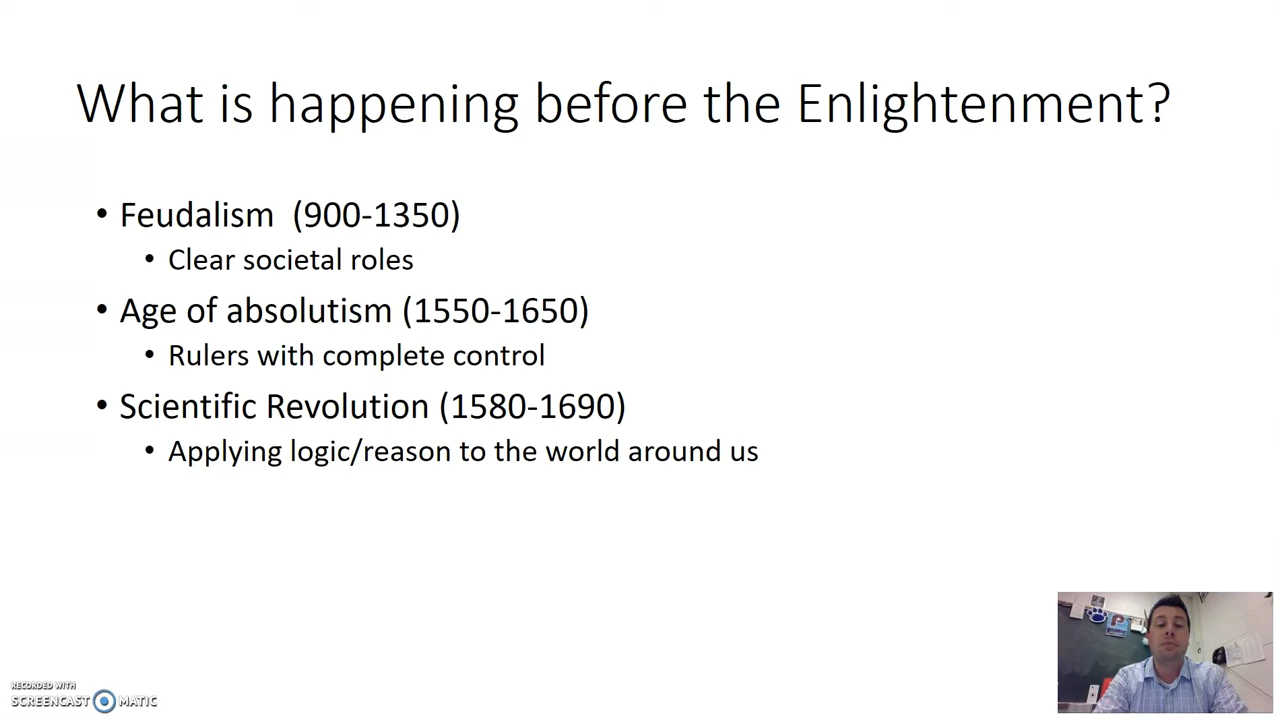 What is happening before the Enlightenment?
• Feudalism (900-1350)
• Clear societal roles
• Age of absolutism (1550-1650)
• Rulers with complete control
• Scientific Revolution (1580-1690)
• Applying logic/reason to the world around us
RECORDED WITH
SCREENCAST MATIC